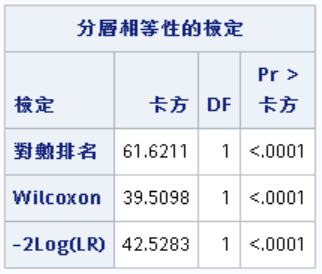 分層相等性的檢定
檢定 卡方 DF Pr > 卡方
對數排名 61.6211 1 <.0001
Wilcoxon 39.5098 1 <.0001
-2Log(LR) 42.5283 1 <.0001